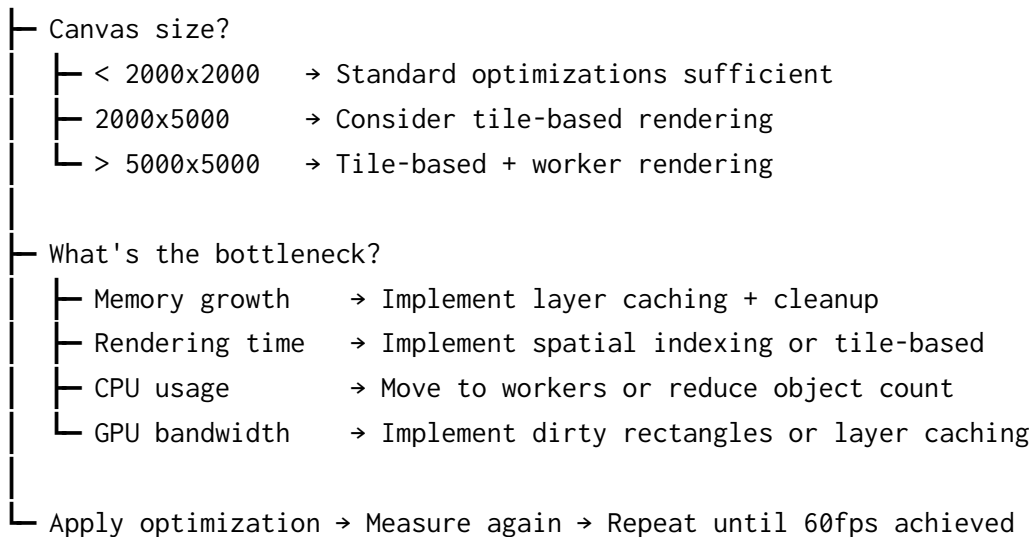 ├─ Canvas size?
│  ├─ < 2000x2000   → Standard optimizations sufficient
│  ├─ 2000x5000     → Consider tile-based rendering
│  └─ > 5000x5000   → Tile-based + worker rendering
│
├─ What's the bottleneck?
│  ├─ Memory growth    → Implement layer caching + cleanup
│  ├─ Rendering time   → Implement spatial indexing or tile-based
│  ├─ CPU usage        → Move to workers or reduce object count
│  └─ GPU bandwidth    → Implement dirty rectangles or layer caching
│
└─ Apply optimization → Measure again → Repeat until 60fps achieved